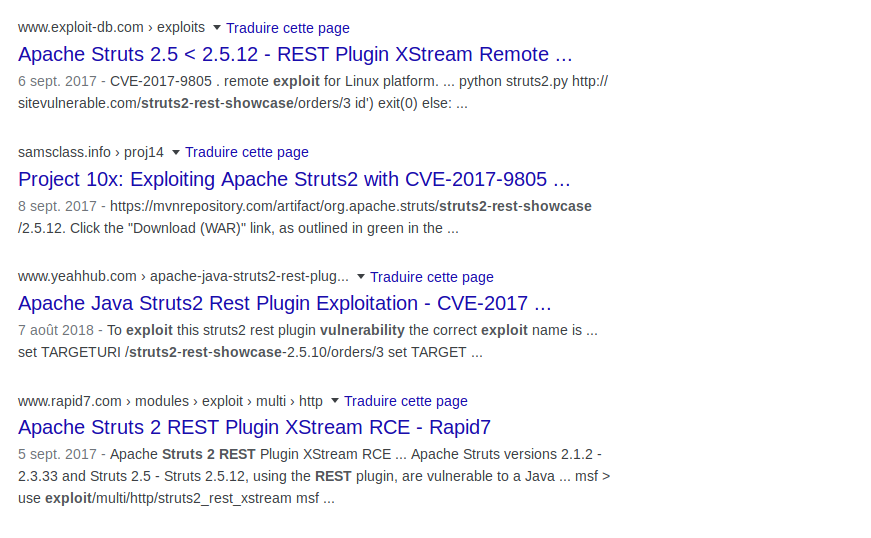 www.exploit-db.com › exploits ▼ Traduire cette page
Apache Struts 2.5 < 2.5.12 - REST Plugin XStream Remote ...
6 sept. 2017 - CVE-2017-9805 . remote exploit for Linux platform. ... python struts2.py http://
sitevulnerable.com/struts2-rest-showcase/orders/3 id') exit(0) else: ...
samsclass.info › proj14 ▼ Traduire cette page
Project 10x: Exploiting Apache Struts2 with CVE-2017-9805 ...
8 sept. 2017 - https://mvnrepository.com/artifact/org.apache.struts/struts2-rest-showcase
/2.5.12. Click the "Download (WAR)" link, as outlined in green in the ...
www.yeahhub.com › apache-java-struts2-rest-plug... ▼ Traduire cette page
Apache Java Struts2 Rest Plugin Exploitation - CVE-2017 ...
7 août 2018 - To exploit this struts2 rest plugin vulnerability the correct exploit name is ...
set TARGETURI /struts2-rest-showcase-2.5.10/orders/3 set TARGET ...
www.rapid7.com › modules › exploit › multi › http ▼ Traduire cette page
Apache Struts 2 REST Plugin XStream RCE - Rapid7
5 sept. 2017 - Apache Struts 2 REST Plugin XStream RCE ... Apache Struts versions 2.1.2 -
2.3.33 and Struts 2.5 - Struts 2.5.12, using the REST plugin, are vulnerable to a Java ... msf >
use exploit/multi/http/struts2_rest_xstream msf ...